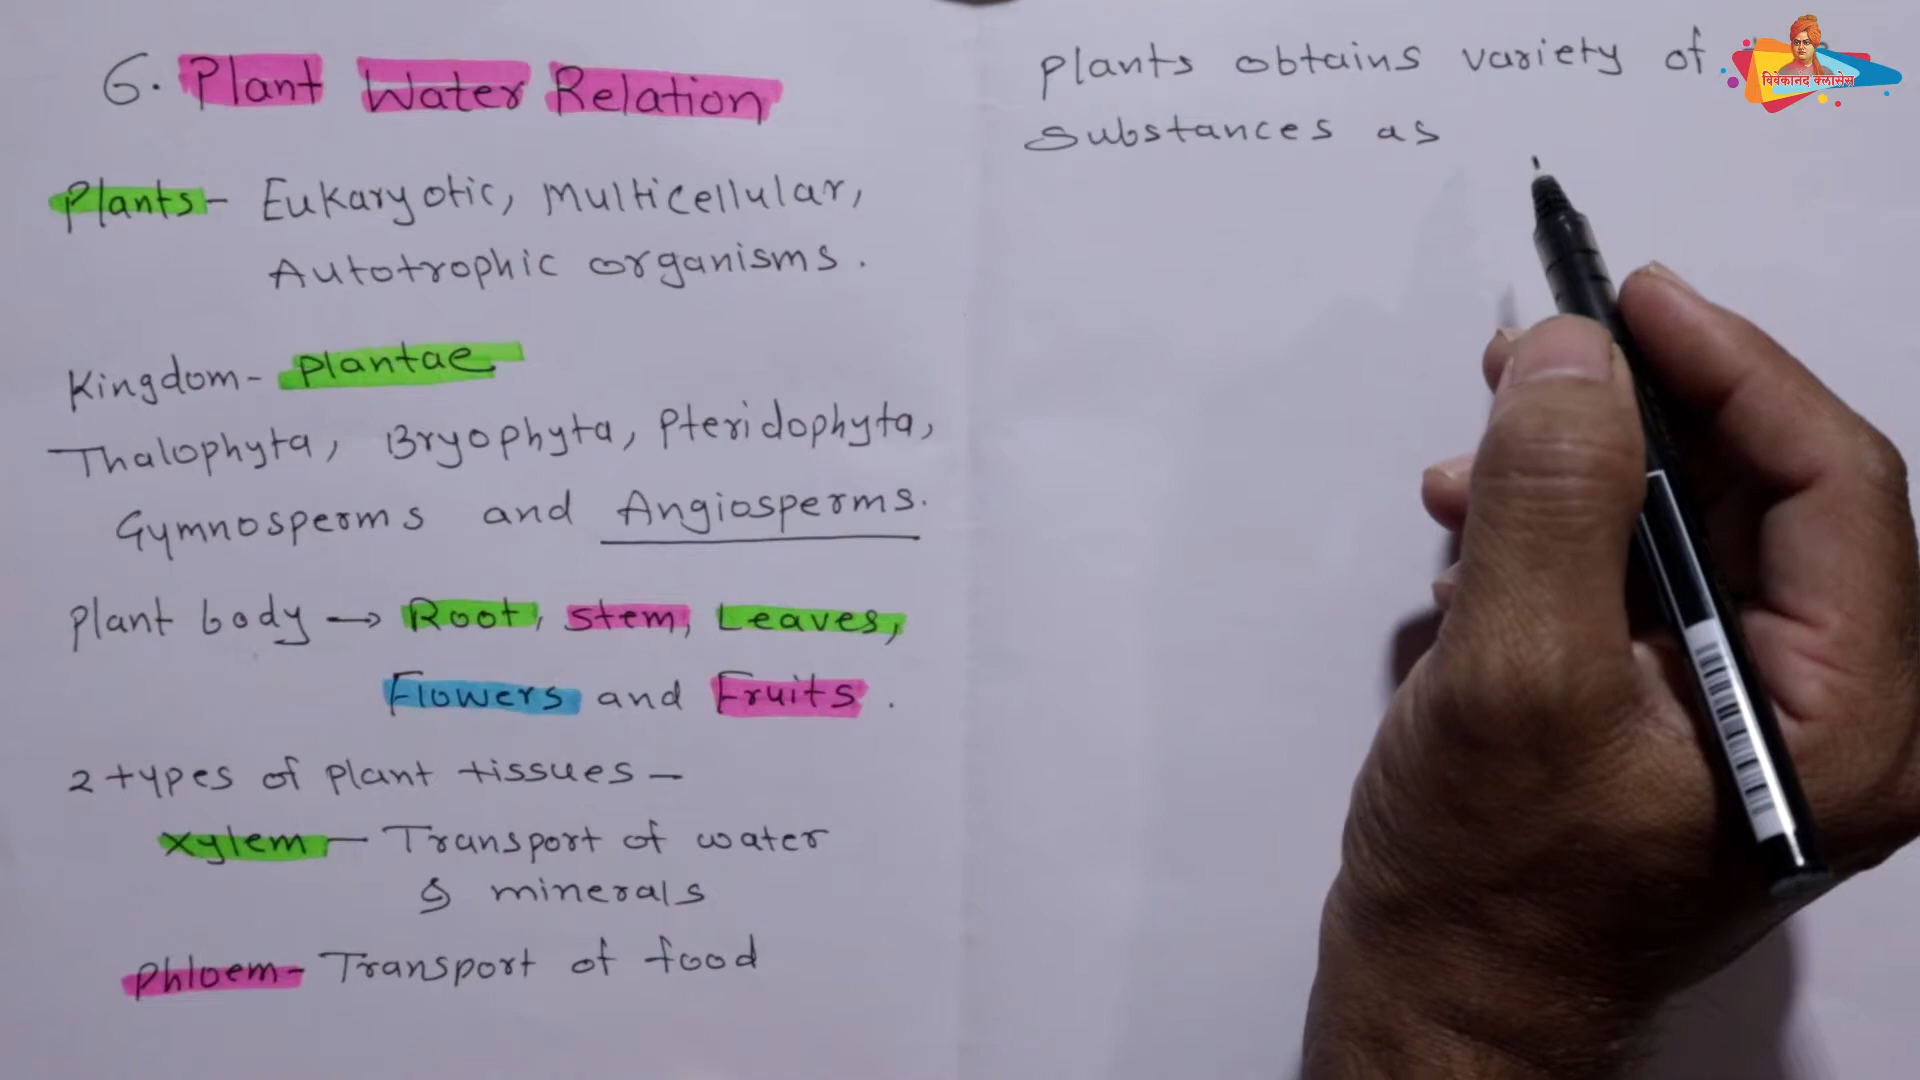 6. Plant Water Relation
Plants - Eukaryotic, Multicellular,
Autotrophic organisms.
Kingdom - Plantae
Thalophyta, Bryophyta, Pteridophyta,
Gymnosperms and Angiosperms.
Plant body → Root, Stem, Leaves,
Flowers and Fruits.
2 types of plant tissues -
Xylem - Transport of water
& minerals
Phloem - Transport of food
Plants obtains variety of
substances as
विवेकानंद क्लासेस